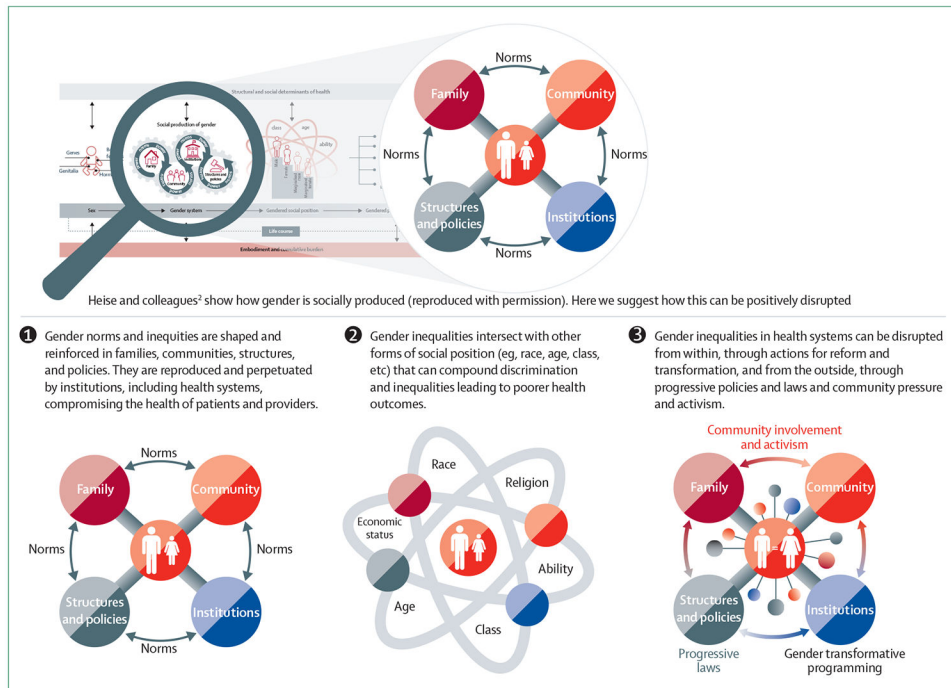 Structural and social determinants of health
Social production of gender
class
age
ability
Genes
Genitalia
Family
Institutions
Community
Structures and
policies
Sex
Gender system
Gendered social position
Life course
Embodiment and cumulative burden
Norms
Family
Community
Norms
Norms
Structures
and policies
Institutions
Norms
Heise and colleagues² show how gender is socially produced (reproduced with permission). Here we suggest how this can be positively disrupted
1 Gender norms and inequities are shaped and
reinforced in families, communities, structures,
and policies. They are reproduced and perpetuated
by institutions, including health systems,
compromising the health of patients and providers.
Norms
Family
Community
Norms
Norms
Structures
and policies
Institutions
Norms
2 Gender inequalities intersect with other
forms of social position (eg, race, age, class,
etc) that can compound discrimination
and inequalities leading to poorer health
outcomes.
Race
Religion
Economic
status
Ability
Age
Class
3 Gender inequalities in health systems can be disrupted
from within, through actions for reform and
transformation, and from the outside, through
progressive policies and laws and community pressure
and activism.
Community involvement
and activism
Family
Community
=
Structures
and policies
Institutions
Progressive
laws
Gender transformative
programming